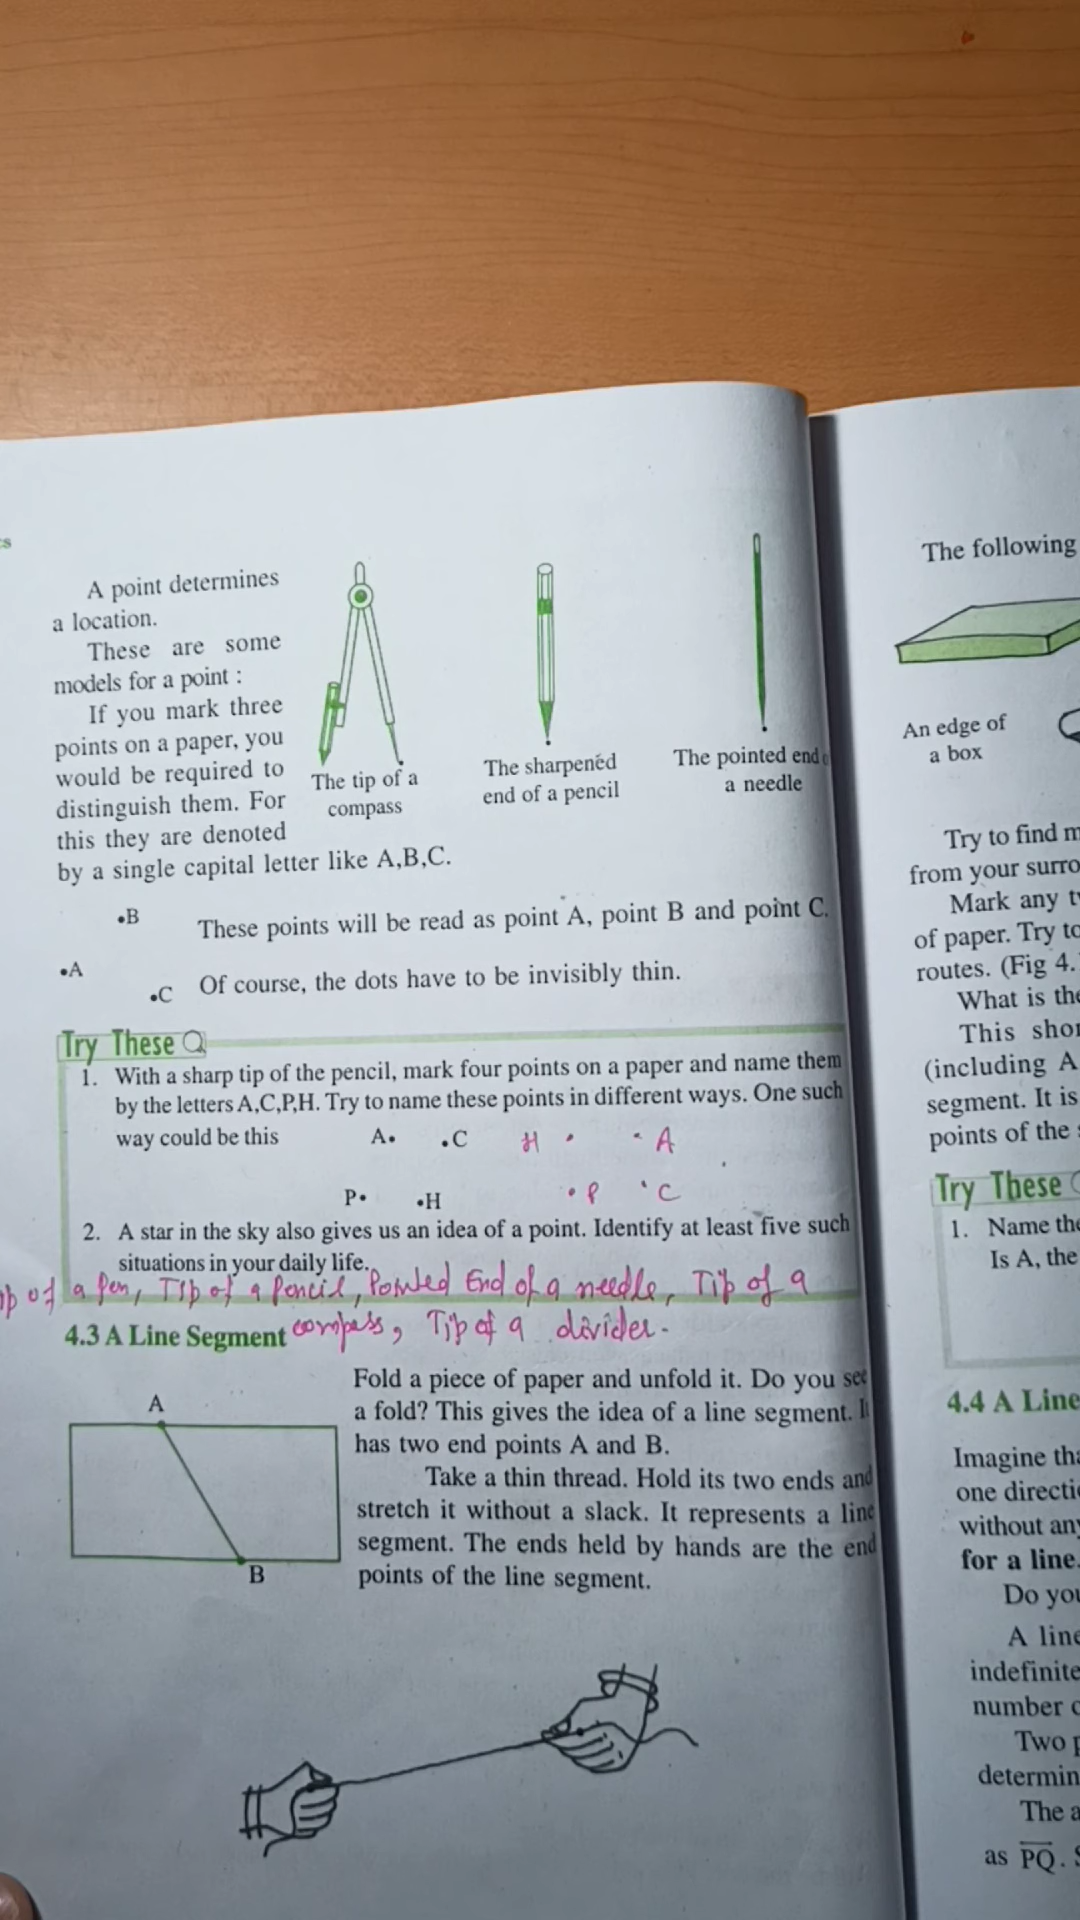 A point determines
a location.
These are some
models for a point :
If you mark three
points on a paper, you
would be required to
distinguish them. For
this they are denoted
by a single capital letter like A,B,C.
The tip of a
compass
The sharpened
end of a pencil
The pointed end
a needle
•B
These points will be read as point A, point B and point C.
•A
•C
Of course, the dots have to be invisibly thin.
Try These
1. With a sharp tip of the pencil, mark four points on a paper and name them
by the letters A,C,P,H. Try to name these points in different ways. One such
way could be this A• •C H • • A
P• •H • P • C
2. A star in the sky also gives us an idea of a point. Identify at least five such
situations in your daily life.
of a pen, Tip of a Pencil, Pointed End of a needle, Tip of a
compass, Tip of a divider.
4.3 A Line Segment
A
B
Fold a piece of paper and unfold it. Do you see
a fold? This gives the idea of a line segment.
has two end points A and B.
Take a thin thread. Hold its two ends and
stretch it without a slack. It represents a line
segment. The ends held by hands are the end
points of the line segment.
The following
An edge of
a box
Try to find
from your
Mark any
of paper. Try
routes. (Fig 4.
What is the
This
(including A
segment. It is
points of the
Try These
1. Name the
Is A, the
4.4 A Line
Imagine
one
without
for a line.
Do
A line
indefinite
number
Two
The
as PQ.